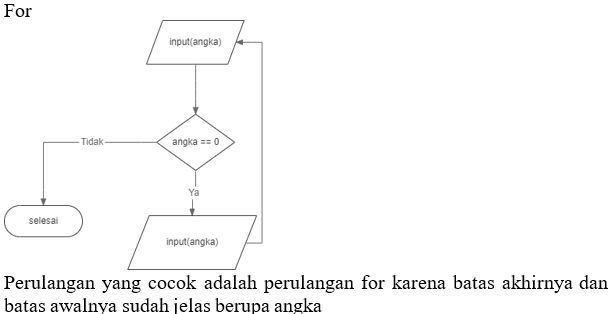 For
input(angka)
angka == 0
Tidak
Ya
selesai
input(angka)
Perulangan yang cocok adalah perulangan for karena batas akhirnya dan
batas awalnya sudah jelas berupa angka